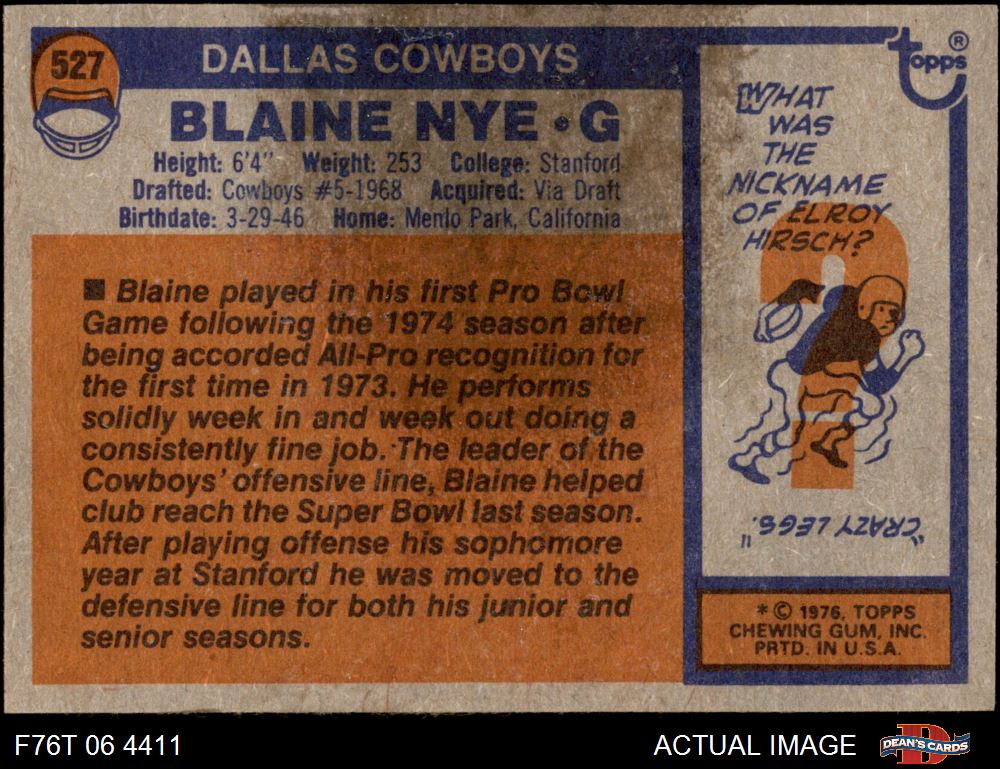 527
DALLAS COWBOYS
BLAINE NYE • G
Height: 6'4" Weight: 253 College: Stanford
Drafted: Cowboys #5-1968 Acquired: Via Draft
Birthdate: 3-29-46 Home: Menlo Park, California
■ Blaine played in his first Pro Bowl
Game following the 1974 season after
being accorded All-Pro recognition for
the first time in 1973. He performs
solidly week in and week out doing a
consistently fine job. The leader of the
Cowboys' offensive line, Blaine helped
club reach the Super Bowl last season.
After playing offense his sophomore
year at Stanford he was moved to the
defensive line for both his junior and
senior seasons.
topps®
WHAT
WAS
THE
NICKNAME
OF ELROY
HIRSCH?
"CRAZY LEGS."
* © 1976, TOPPS
CHEWING GUM, INC.
PRTD. IN U.S.A.
F76T 06 4411
ACTUAL IMAGE
DEAN'S CARDS